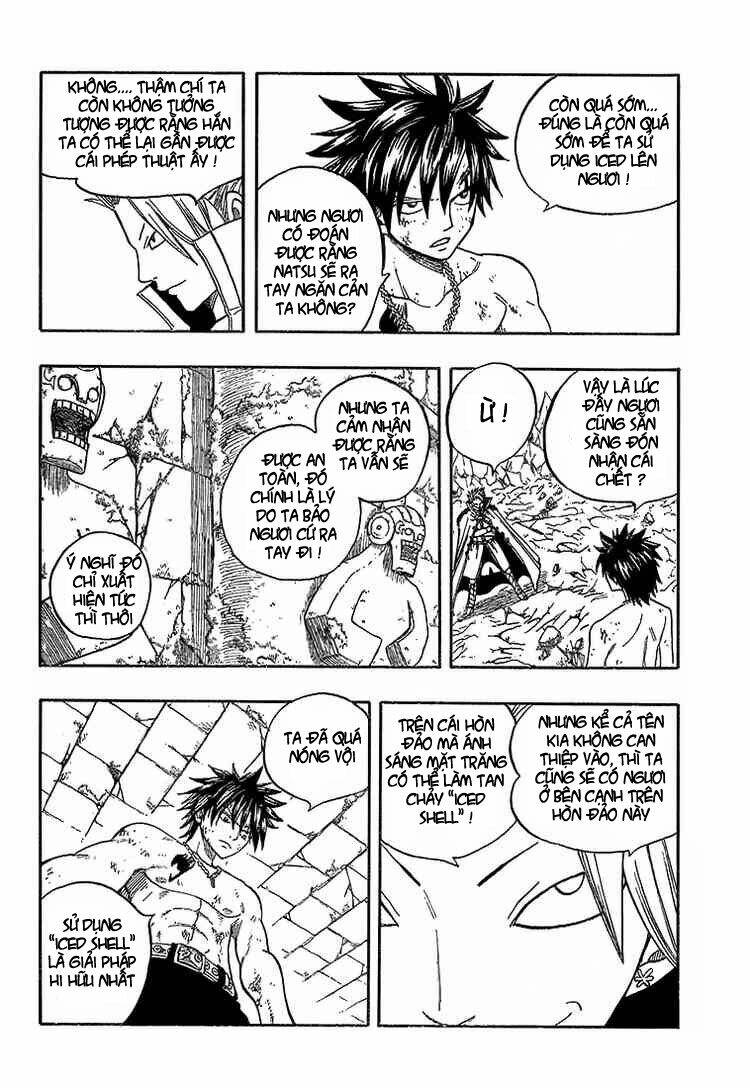 CÒN QUÁ SỚM...
ĐÚNG LÀ CÒN QUÁ
SỚM ĐỂ TA SỬ
DỤNG ICED LÊN
NGƯƠI !
NHƯNG NGƯƠI
CÓ ĐOÁN
ĐƯỢC RẰNG
NATSU SẼ RA
TAY NGĂN CẢN
TA KHÔNG?
KHÔNG.... THẬM CHÍ TA
CÒN KHÔNG TƯỞNG
TƯỢNG ĐƯỢC RẰNG HẮN
TA CÓ THỂ LẠI GẦN ĐƯỢC
CÁI PHÉP THUẬT ẤY !
VẬY LÀ LÚC
ĐẤY NGƯƠI
CŨNG SẴN
SÀNG ĐÓN
NHẬN CÁI
CHẾT ?
Ừ !
NHƯNG TA
CẢM NHẬN
ĐƯỢC RẰNG
TA VẪN SẼ
ĐƯỢC AN
TOÀN, ĐÓ
CHÍNH LÀ LÝ
DO TA BẢO
NGƯƠI CỨ RA
TAY ĐI !
Ý NGHĨ ĐÓ
CHỈ XUẤT
HIỆN TỨC
THÌ THÔI
NHƯNG KỂ CẢ TÊN
KIA KHÔNG CAN
THIỆP VÀO, THÌ TA
CŨNG SẼ CÓ NGƯƠI
Ở BÊN CẠNH TRÊN
HÒN ĐẢO NÀY
TRÊN CÁI HÒN
ĐẢO MÀ ÁNH
SÁNG MẶT TRĂNG
CÓ THỂ LÀM TAN
CHẢY "ICED
SHELL" !
TA ĐÃ QUÁ
NÓNG VỘI
SỬ DỤNG
"ICED SHELL"
LÀ GIẢI PHÁP
HI HỮU NHẤT